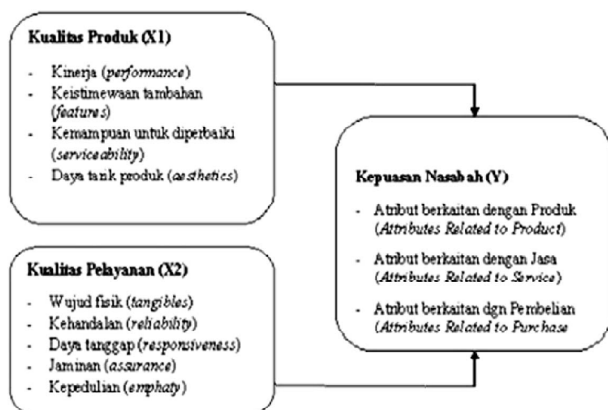 Kualitas Produk (X1)
- Kinerja (performance)
- Keistimewaan tambahan
(features)
- Kemampuan untuk diperbaiki
(serviceability)
- Daya tarik produk (aesthetics)
Kualitas Pelayanan (X2)
- Wujud fisik (tangibles)
- Kehandalan (reliability)
- Daya tanggap (responsiveness)
- Jaminan (assurance)
- Kepedulian (emphaty)
Kepuasan Nasabah (Y)
- Atribut berkaitan dengan Produk
(Attributes Related to Product)
- Atribut berkaitan dengan Jasa
(Attributes Related to Service)
- Atribut berkaitan dgn Pembelian
(Attributes Related to Purchase